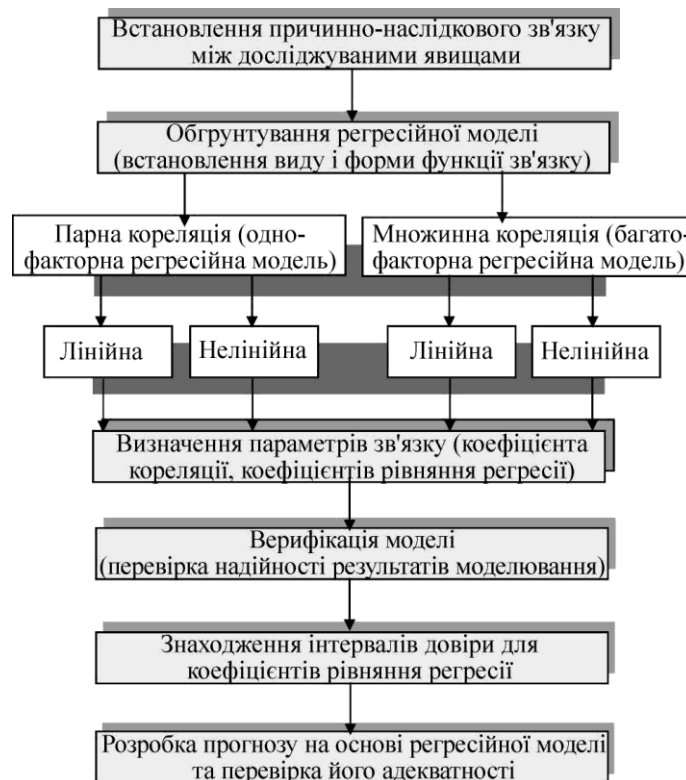 Встановлення причинно-наслідкового зв'язку
між досліджуваними явищами
Обгрунтування регресійної моделі
(встановлення виду і форми функції зв'язку)
Парна кореляція (одно-
факторна регресійна модель)
Множинна кореляція (багато-
факторна регресійна модель)
Лінійна
Нелінійна
Лінійна
Нелінійна
Визначення параметрів зв'язку (коефіцієнта
кореляції, коефіцієнтів рівняння регресії)
Верифікація моделі
(перевірка надійності результатів моделювання)
Знаходження інтервалів довіри для
коефіцієнтів рівняння регресії
Розробка прогнозу на основі регресійної моделі
та перевірка його адекватності